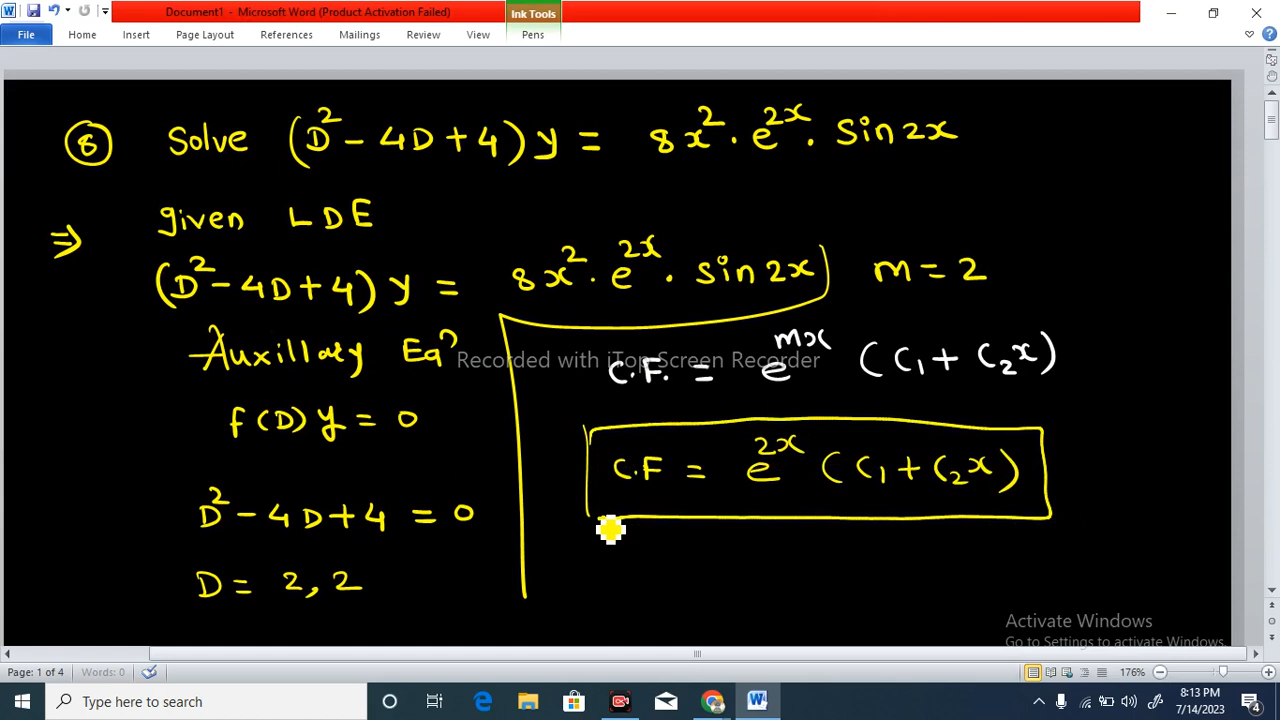 Document1 - Microsoft Word (Product Activation Failed)
Ink Tools
File Home Insert Page Layout References Mailings Review View Pens
⑧ Solve (D² - 4D + 4) y = 8x² · e^2x · Sin 2x
⇒ given LDE
(D² - 4D + 4) y = 8x² · e^2x · sin 2x
Auxillary Eqⁿ
f(D) y = 0
D² - 4D + 4 = 0
D = 2, 2
m = 2
C.F. = e^mx (C₁ + C₂x)
C.F = e^2x (C₁ + C₂x)
Recorded with iTop Screen Recorder
Activate Windows
Go to Settings to activate Windows.
Page: 1 of 4 Words: 0 176%
Type here to search
8:13 PM
7/14/2023